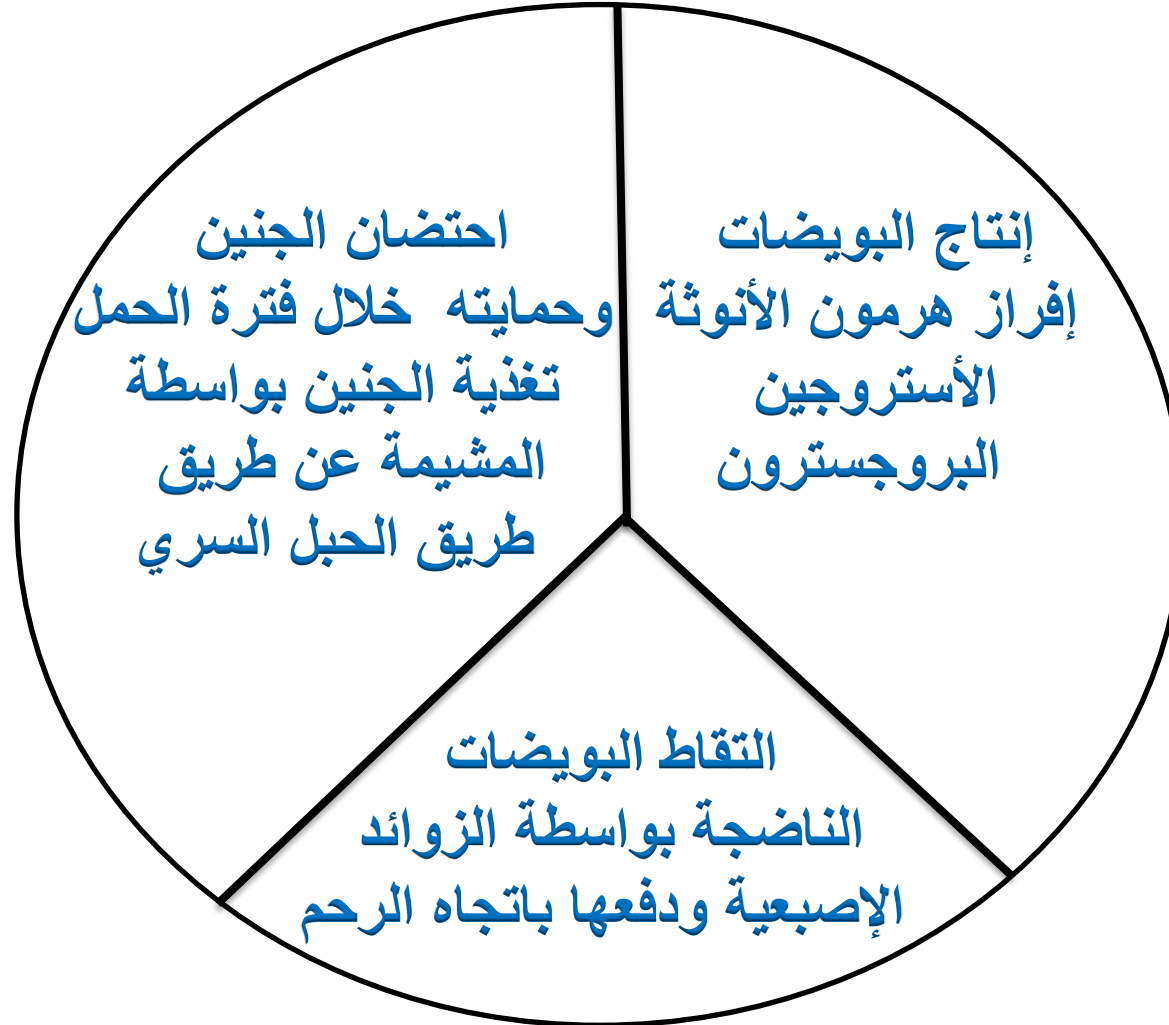 إنتاج البويضات
إفراز هرمون الأنوثة
الأستروجين
البروجسترون
احتضان الجنين
وحمايته خلال فترة الحمل
تغذية الجنين بواسطة
المشيمة عن طريق
طريق الحبل السري
التقاط البويضات
الناضجة بواسطة الزوائد
الإصبعية ودفعها باتجاه الرحم